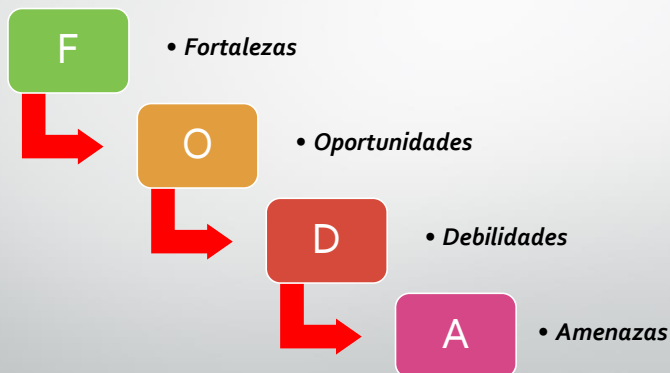 F
• Fortalezas
O
• Oportunidades
D
• Debilidades
A
• Amenazas